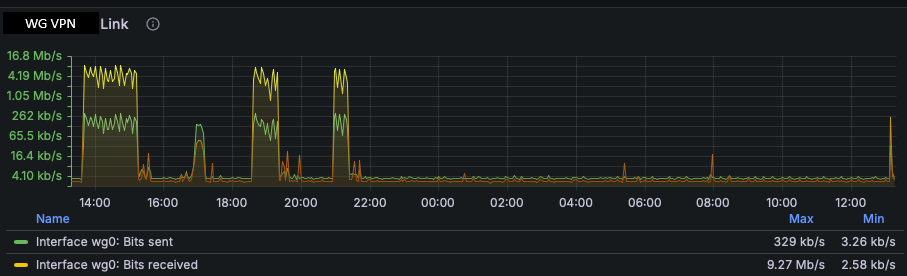 WG VPN Link
16.8 Mb/s
4.19 Mb/s
1.05 Mb/s
262 kb/s
65.5 kb/s
16.4 kb/s
4.10 kb/s
14:00 16:00 18:00 20:00 22:00 00:00 02:00 04:00 06:00 08:00 10:00 12:00
Name Max Min
Interface wg0: Bits sent 329 kb/s 3.26 kb/s
Interface wg0: Bits received 9.27 Mb/s 2.58 kb/s